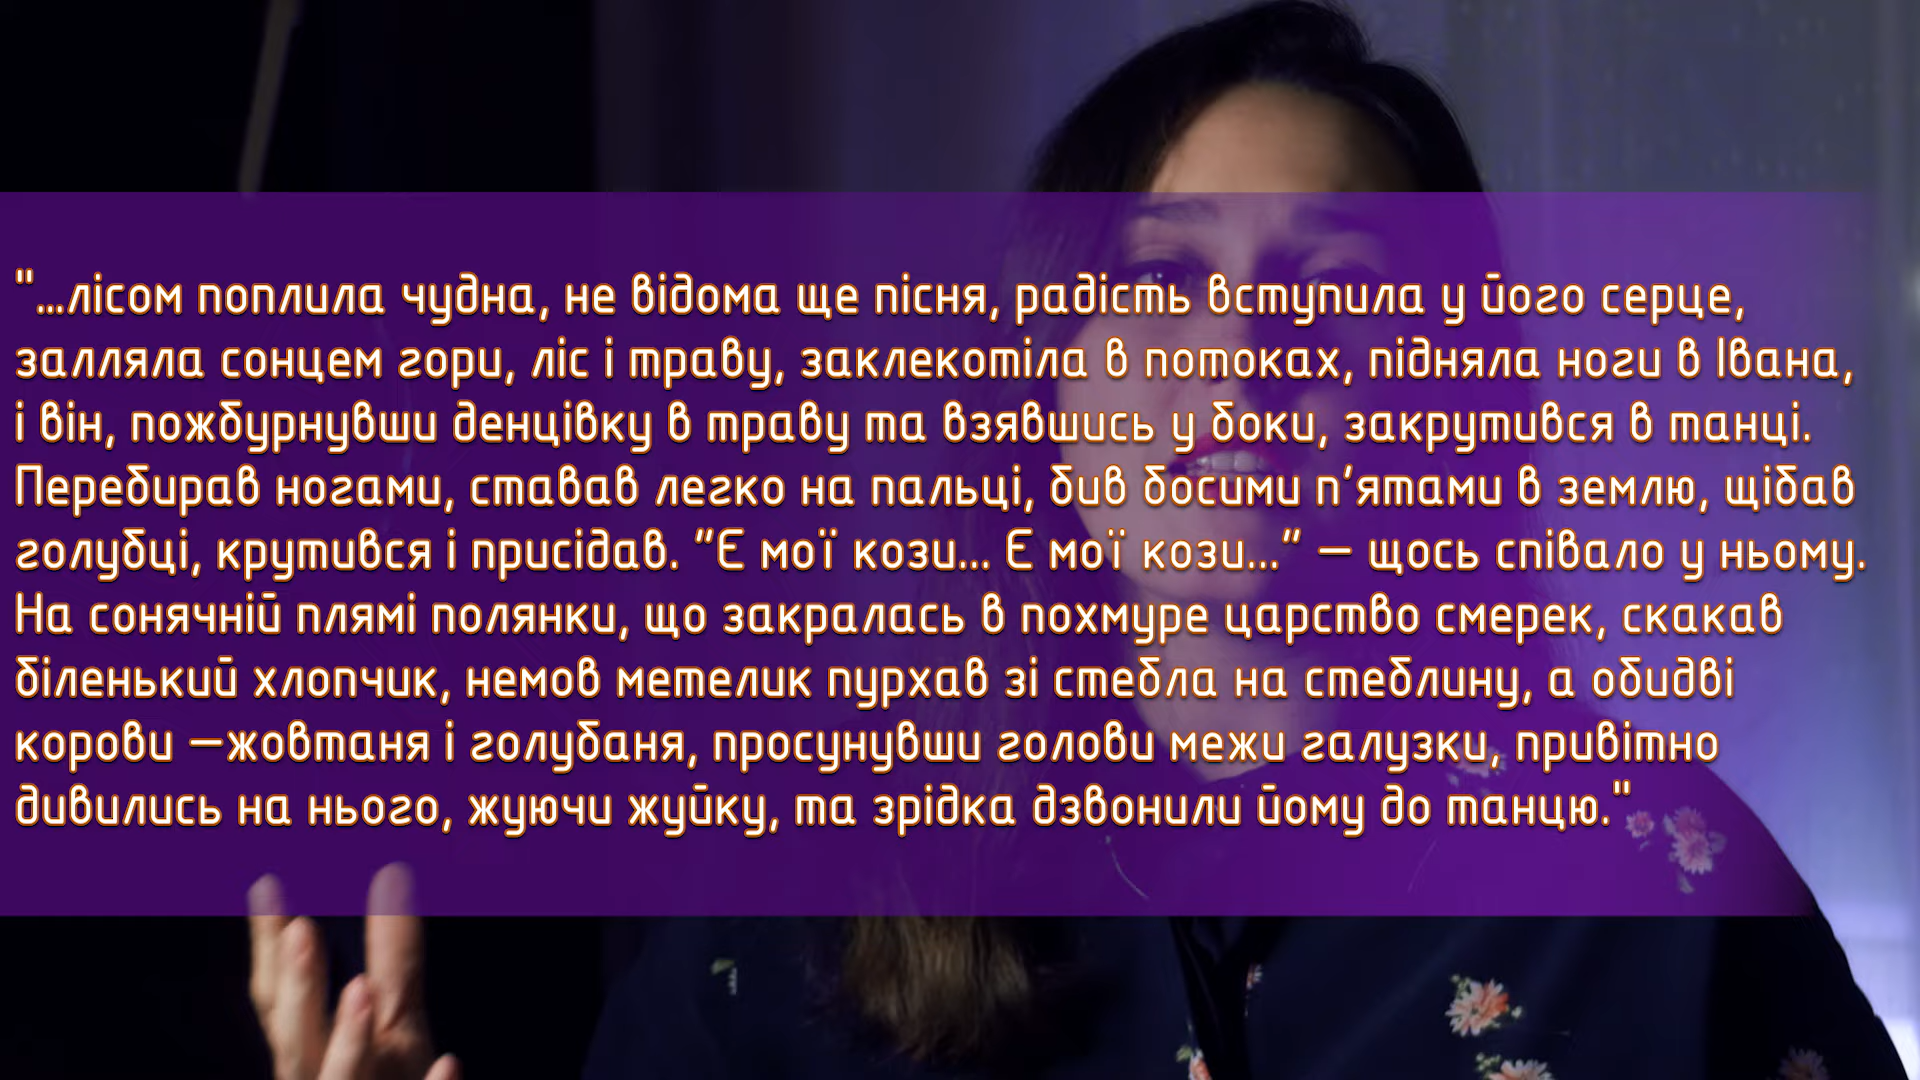 "...лісом поплила чудна, не відома ще пісня, радість вступила у його серце,
залляла сонцем гори, ліс і траву, заклекотіла в потоках, підняла ноги в Івана,
і він, пожбурнувши денцівку в траву та взявшись у боки, закрутився в танці.
Перебирав ногами, ставав легко на пальці, бив босими п’ятами в землю, щібав
голубці, крутився і присідав. ”Є мої кози... Є мої кози...” — щось співало у ньому.
На сонячній плямі полянки, що закралась в похмуре царство смерек, скакав
біленький хлопчик, немов метелик пурхав зі стебла на стеблину, а обидві
корови —жовтаня і голубаня, просунувши голови межи галузки, привітно
дивились на нього, жуючи жуйку, та зрідка дзвонили йому до танцю."